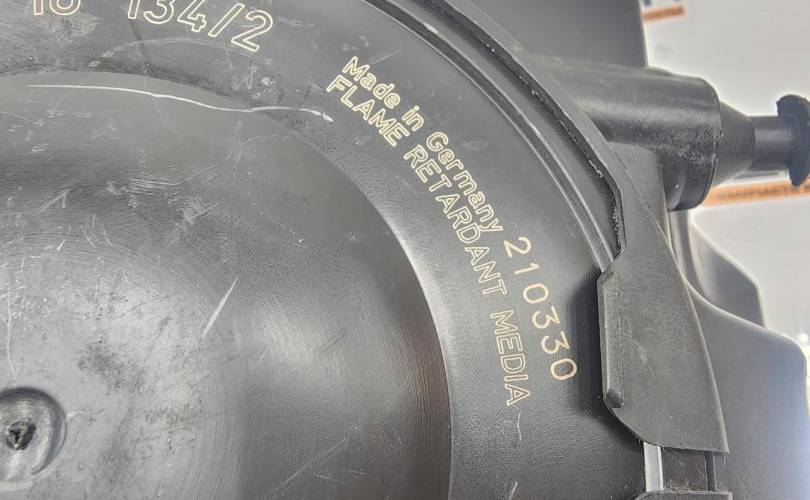 134/2
Made in Germany 210330
FLAME RETARDANT MEDIA